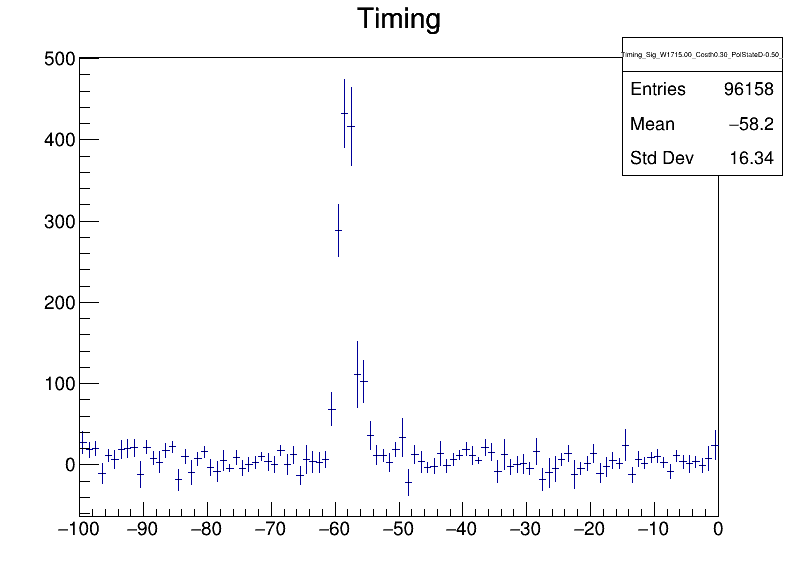 Timing
Timing_Sig_W1715.00_Costh0.30_PolStateD-0.50_
Entries 96158
Mean −58.2
Std Dev 16.34
500
400
300
200
100
0
−100 −90 −80 −70 −60 −50 −40 −30 −20 −10 0